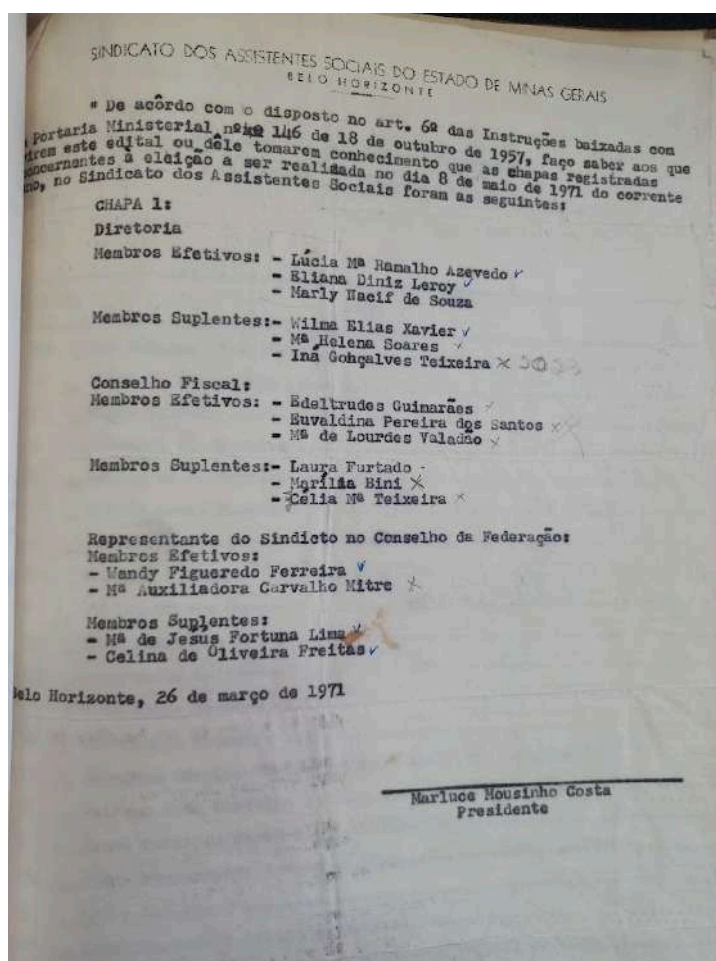 SINDICATO DOS ASSISTENTES SOCIAIS DO ESTADO DE MINAS GERAIS
BELO HORIZONTE
" De acôrdo com o disposto no art. 6º das Instruções baixadas com
Portaria Ministerial nº 146 de 18 de outubro de 1957, faço saber aos que
virem este edital ou dêle tomarem conhecimento que as chapas registradas
concernentes à eleição a ser realizada no dia 8 de maio de 1971 do corrente
ano, no Sindicato dos Assistentes Sociais foram as seguintes:
CHAPA 1:
Diretoria
Membros Efetivos: - Lúcia Mª Ramalho Azevedo ✓
- Eliana Diniz Leroy ✓
- Marly Nacif de Souza
Membros Suplentes:- Wilma Elias Xavier ✓
- Mª Helena Soares ✓
- Iná Gonçalves Teixeira ×
Conselho Fiscal:
Membros Efetivos: - Edeltrudes Guimarães
- Euvaldina Pereira dos Santos ×
- Mª de Lourdes Valadão ×
Membros Suplentes:- Laura Furtado -
- Marília Bini ×
- Célia Mª Teixeira ×
Representante do Sindicto no Conselho da Federação:
Membros Efetivos:
- Wandy Figueredo Ferreira ✓
- Mª Auxiliadora Carvalho Mitre ×
Membros Suplentes:
- Mª de Jesus Fortuna Lima ✓
- Celina de Oliveira Freitas ✓
Belo Horizonte, 26 de março de 1971
Marluce Mousinho Costa
Presidente